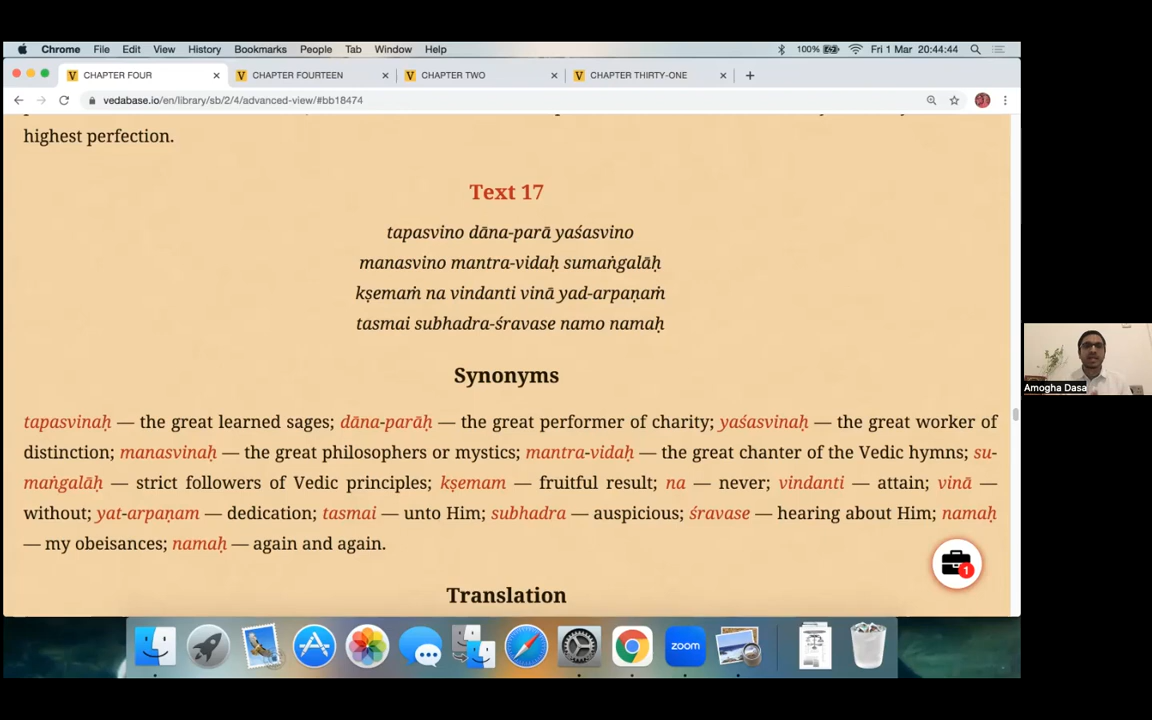 Chrome File Edit View History Bookmarks People Tab Window Help 100% Fri 1 Mar 20:44:44
CHAPTER FOUR CHAPTER FOURTEEN CHAPTER TWO CHAPTER THIRTY-ONE
vedabase.io/en/library/sb/2/4/advanced-view/#bb18474
highest perfection.
Text 17
tapasvino dāna-parā yaśasvino
manasvino mantra-vidaḥ sumaṅgalāḥ
kṣemaṁ na vindanti vinā yad-arpaṇaṁ
tasmai subhadra-śravase namo namaḥ
Synonyms
tapasvinaḥ — the great learned sages; dāna-parāḥ — the great performer of charity; yaśasvinaḥ — the great worker of
distinction; manasvinaḥ — the great philosophers or mystics; mantra-vidaḥ — the great chanter of the Vedic hymns; su-
maṅgalāḥ — strict followers of Vedic principles; kṣemam — fruitful result; na — never; vindanti — attain; vinā —
without; yat-arpaṇam — dedication; tasmai — unto Him; subhadra — auspicious; śravase — hearing about Him; namaḥ
— my obeisances; namaḥ — again and again.
1
Translation
zoom
Amogha Dasa